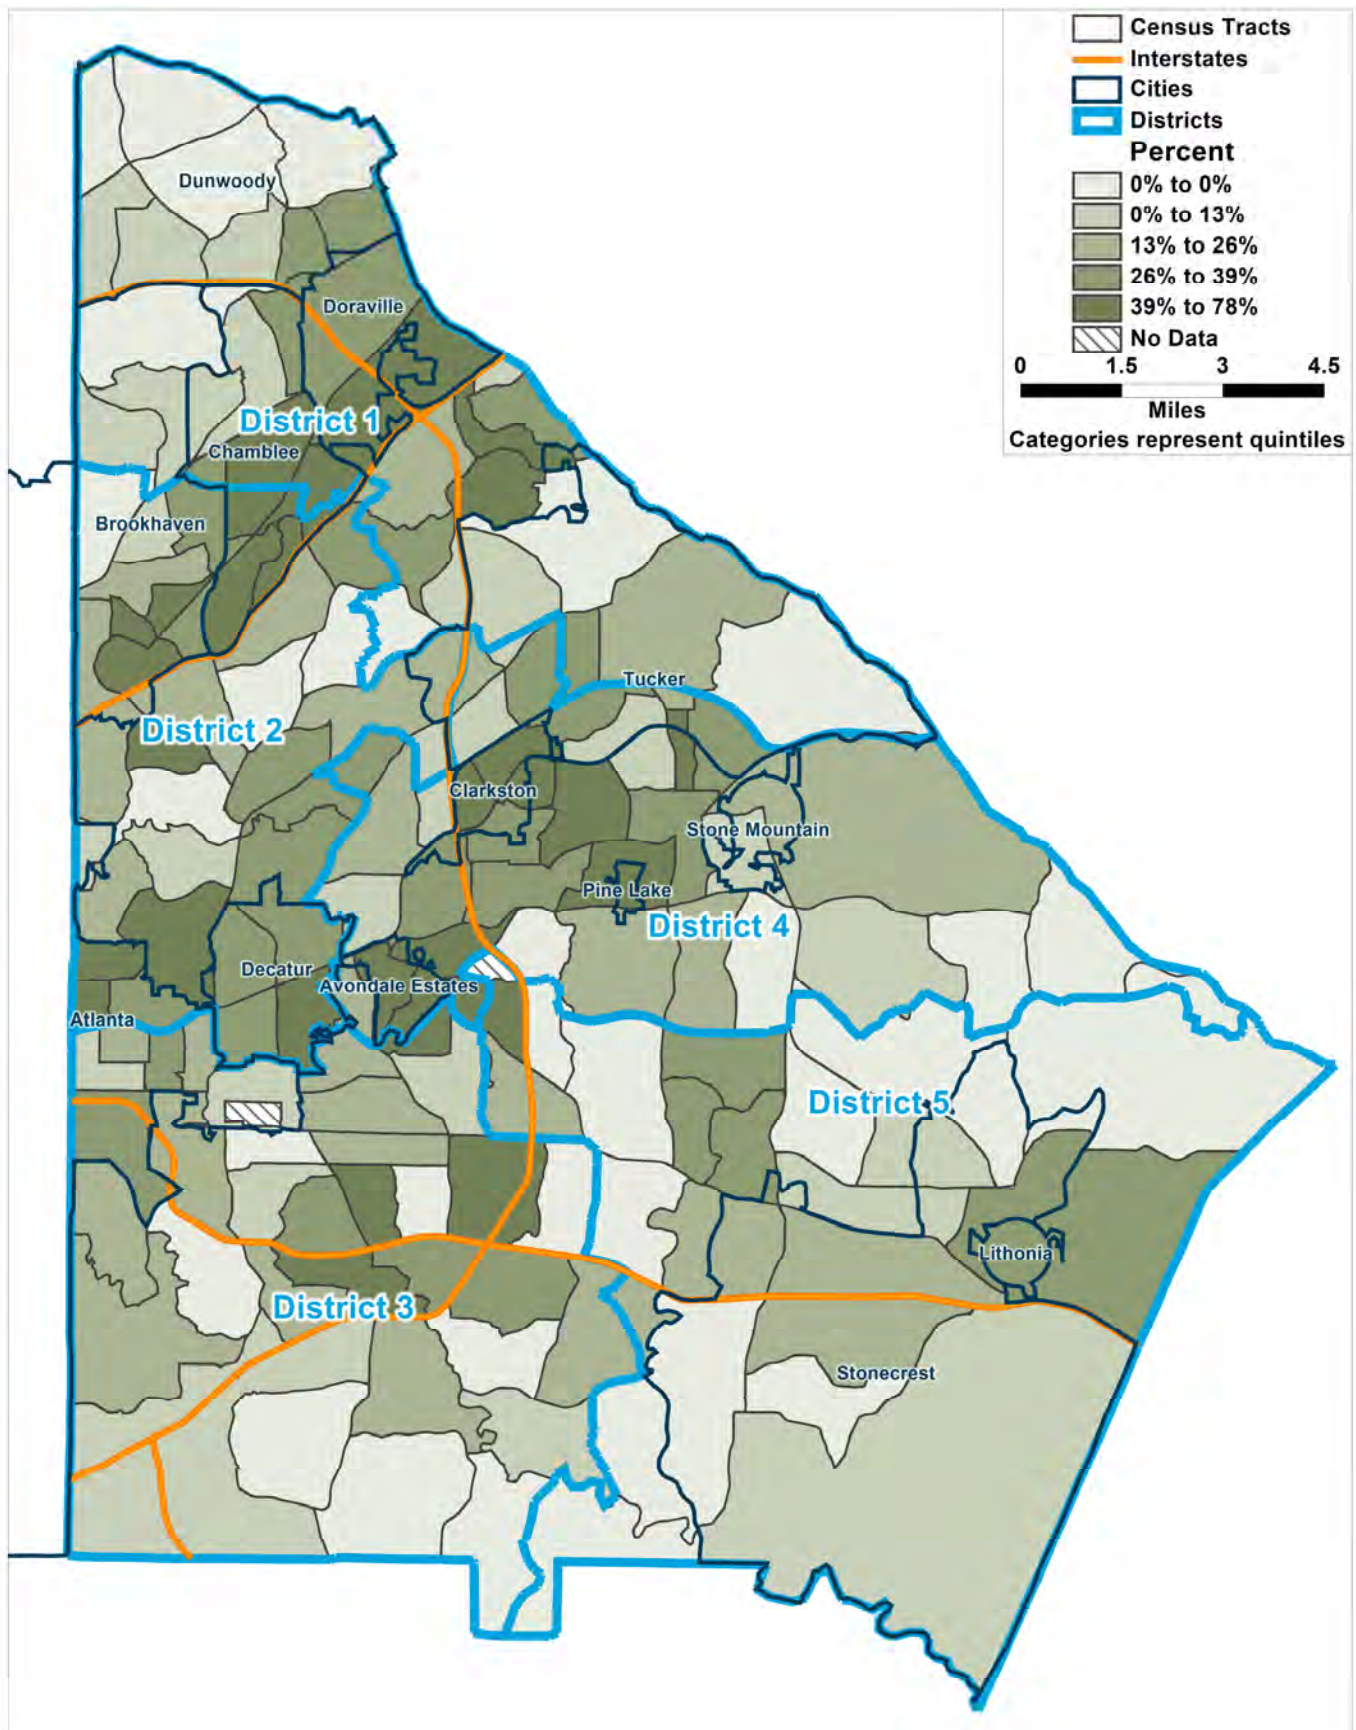 Census Tracts
Interstates
Cities
Districts
Percent
0% to 0%
0% to 13%
13% to 26%
26% to 39%
39% to 78%
No Data
0 1.5 3 4.5
Miles
Categories represent quintiles
Dunwoody
Doraville
District 1
Chamblee
Brookhaven
Tucker
District 2
Clarkston
Stone Mountain
Pine Lake
District 4
Decatur
Avondale Estates
Atlanta
District 5
Lithonia
District 3
Stonecrest